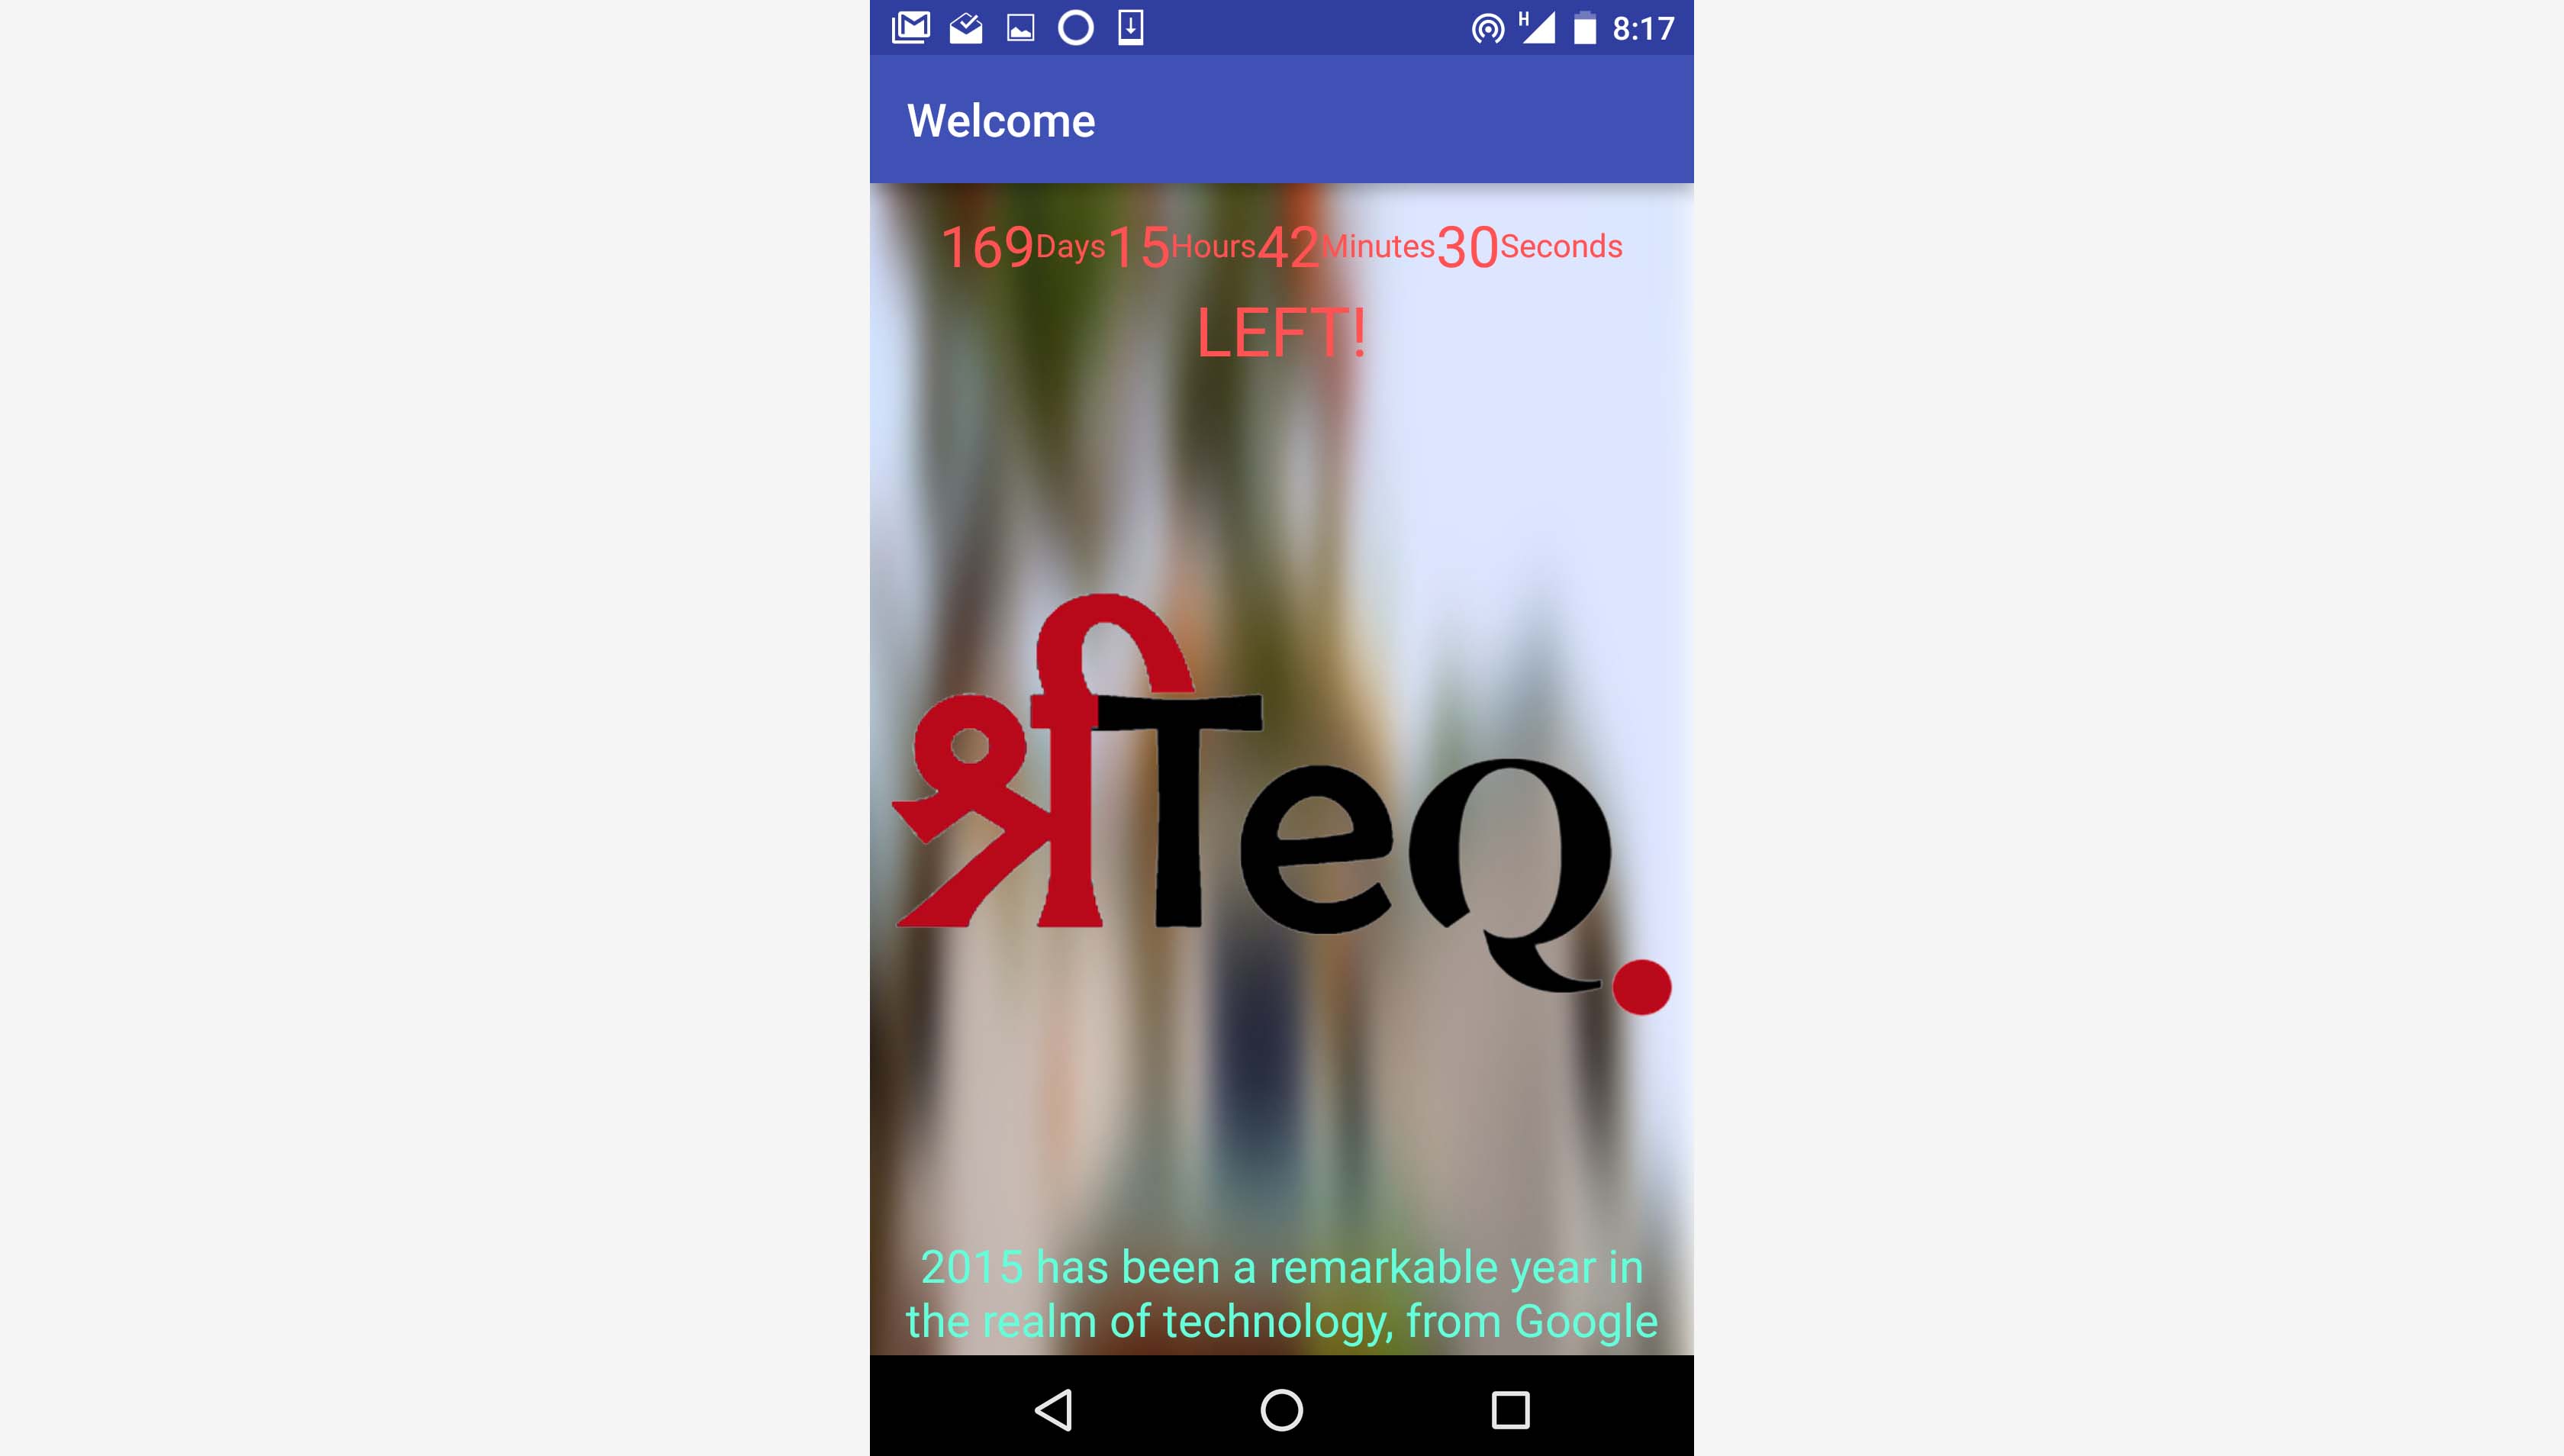 H 8:17
Welcome
169Days15Hours42Minutes30Seconds
LEFT!
श्रीTeQ.
2015 has been a remarkable year in
the realm of technology, from Google